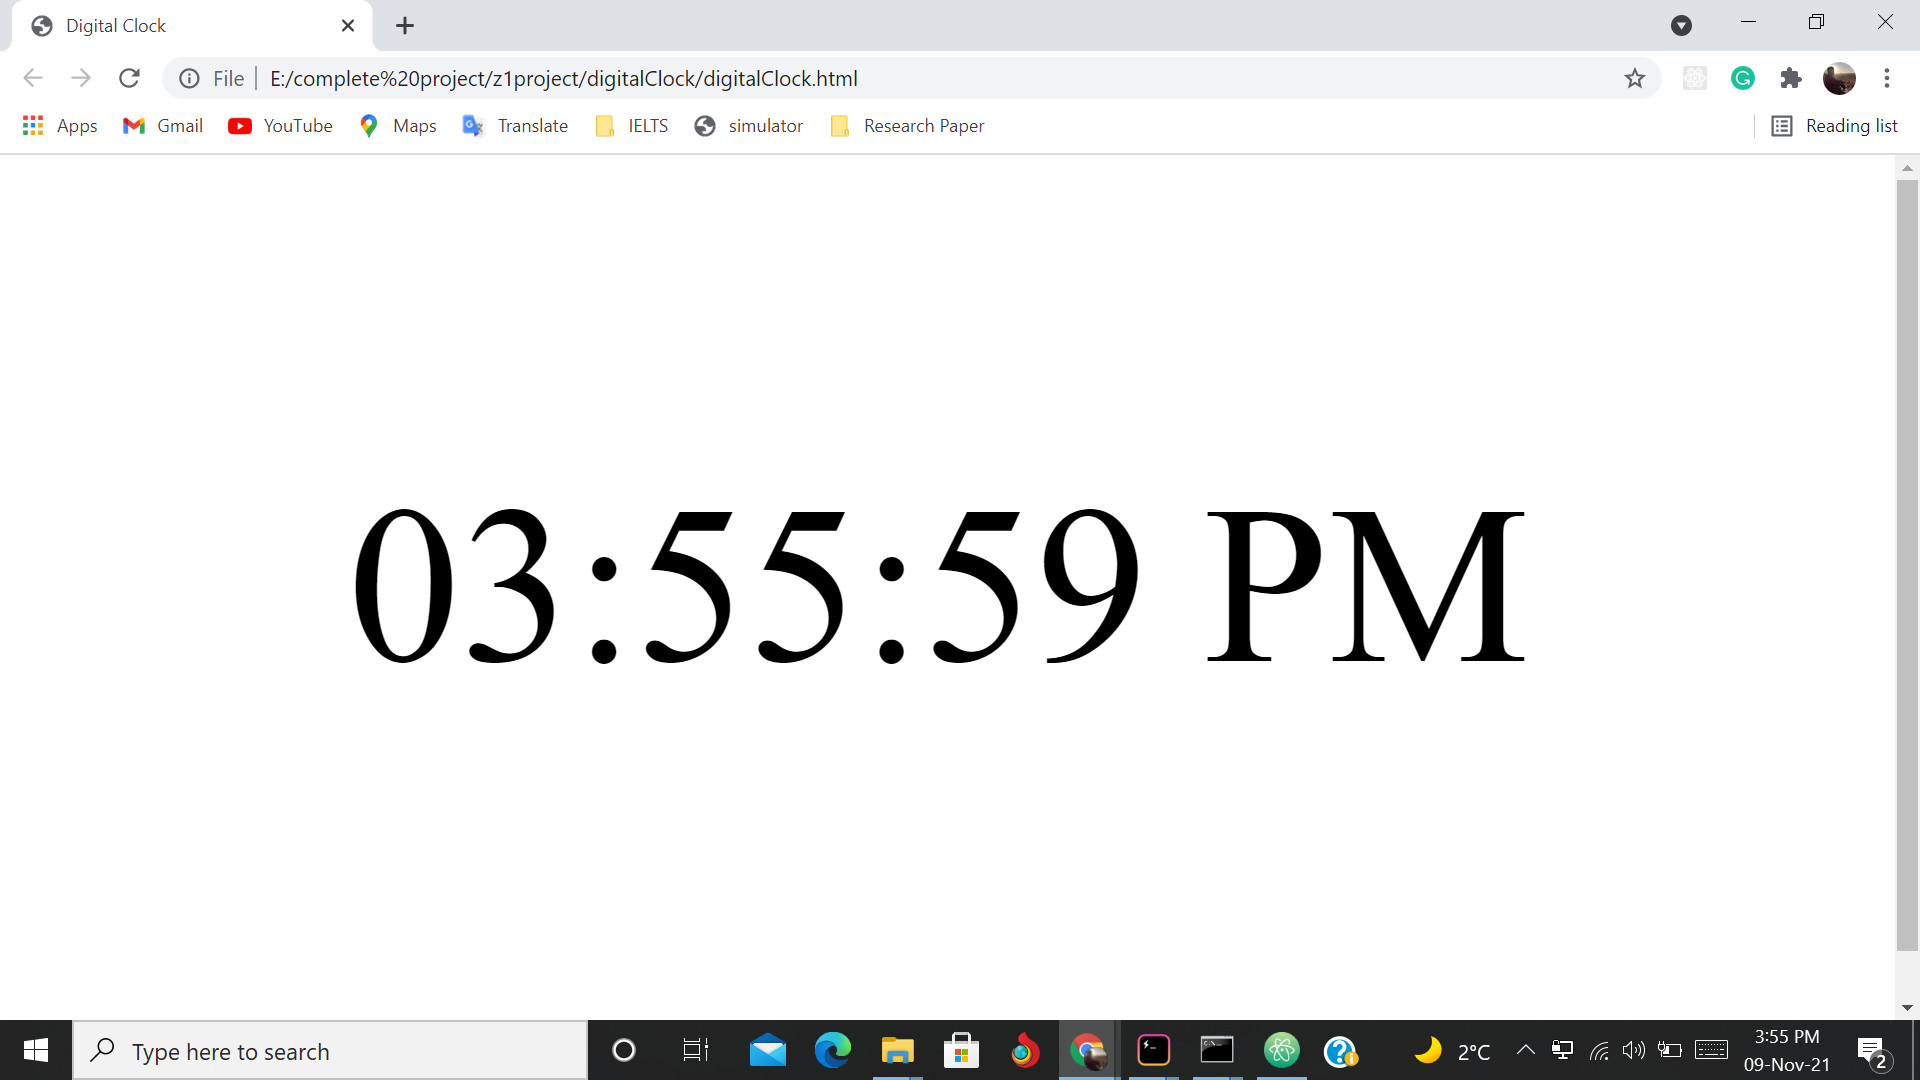 Digital Clock
File E:/complete%20project/z1project/digitalClock/digitalClock.html
Apps Gmail YouTube Maps Translate IELTS simulator Research Paper Reading list
03:55:59 PM
Type here to search
2°C
3:55 PM
09-Nov-21
2